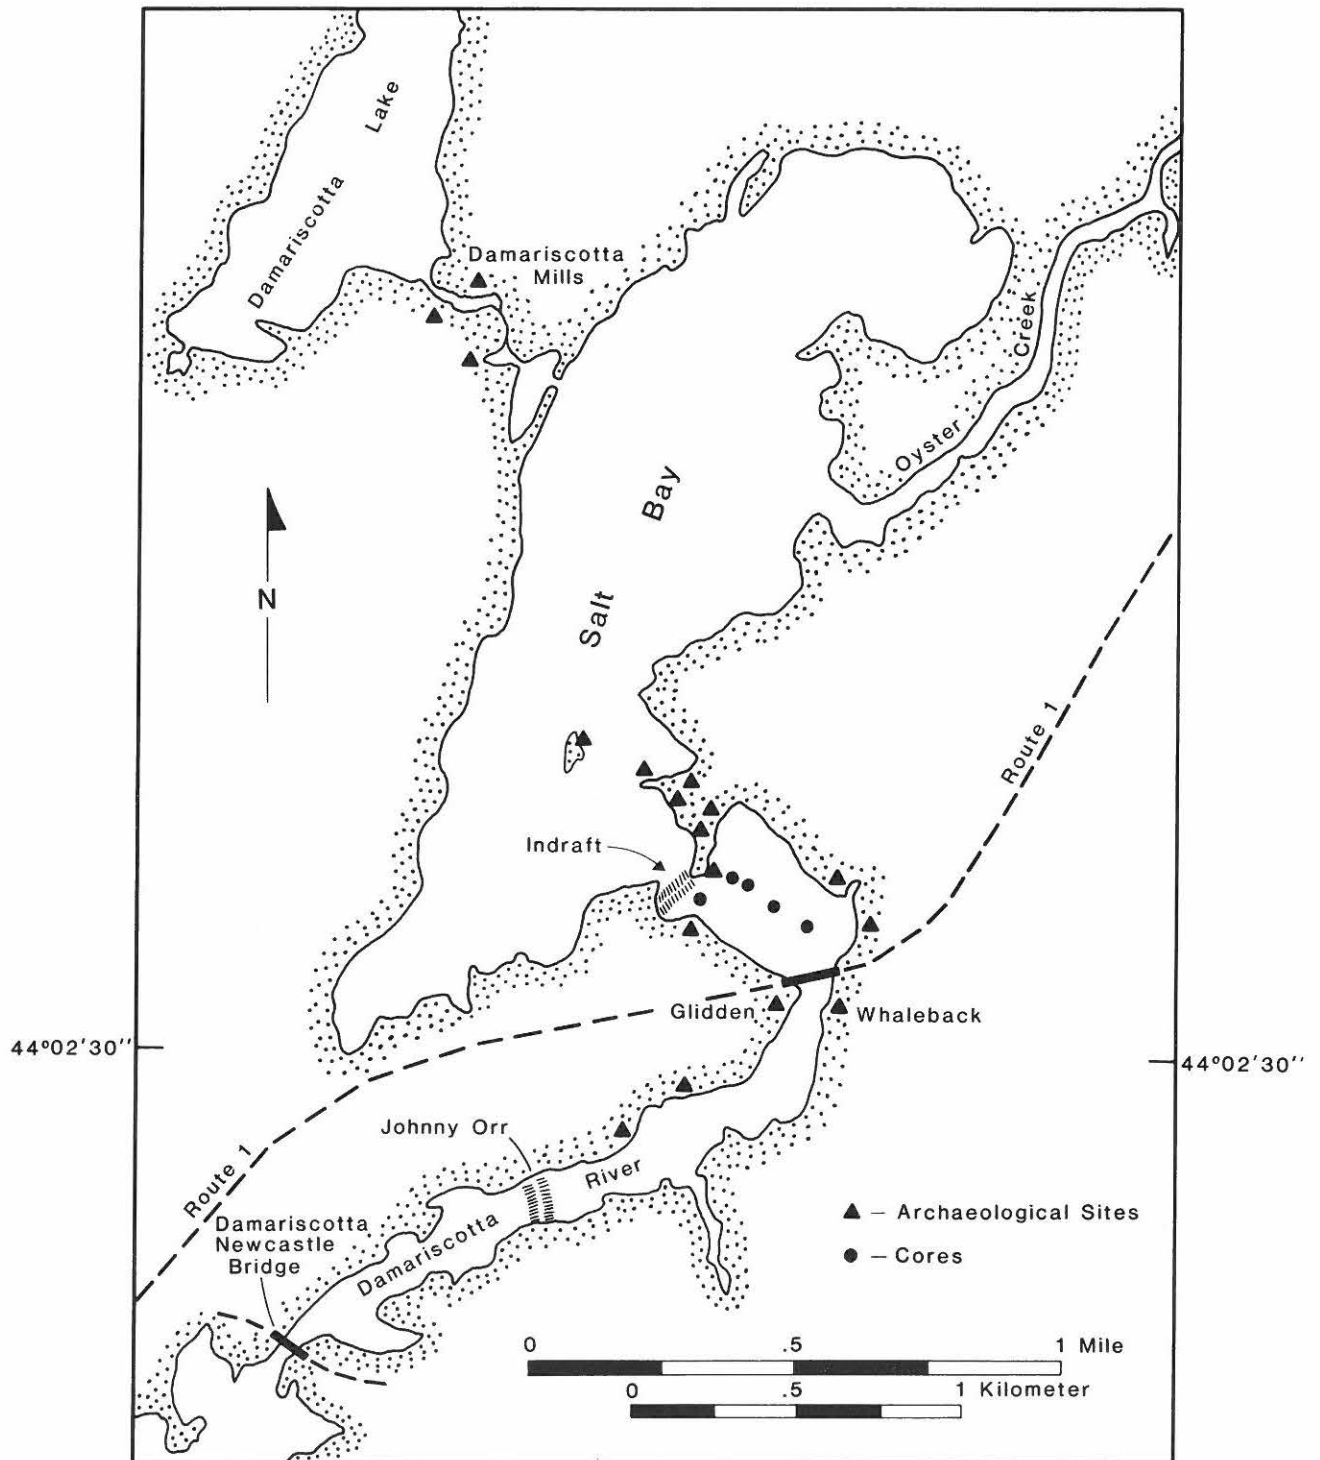 Damariscotta Lake
Damariscotta
Mills
Oyster Creek
Salt Bay
N
Route 1
Indraft
Glidden
Whaleback
44°02'30''
44°02'30''
Johnny Orr
Damariscotta River
Route 1
Damariscotta
Newcastle
Bridge
▲ – Archaeological Sites
● – Cores
0 .5 1 Mile
0 .5 1 Kilometer